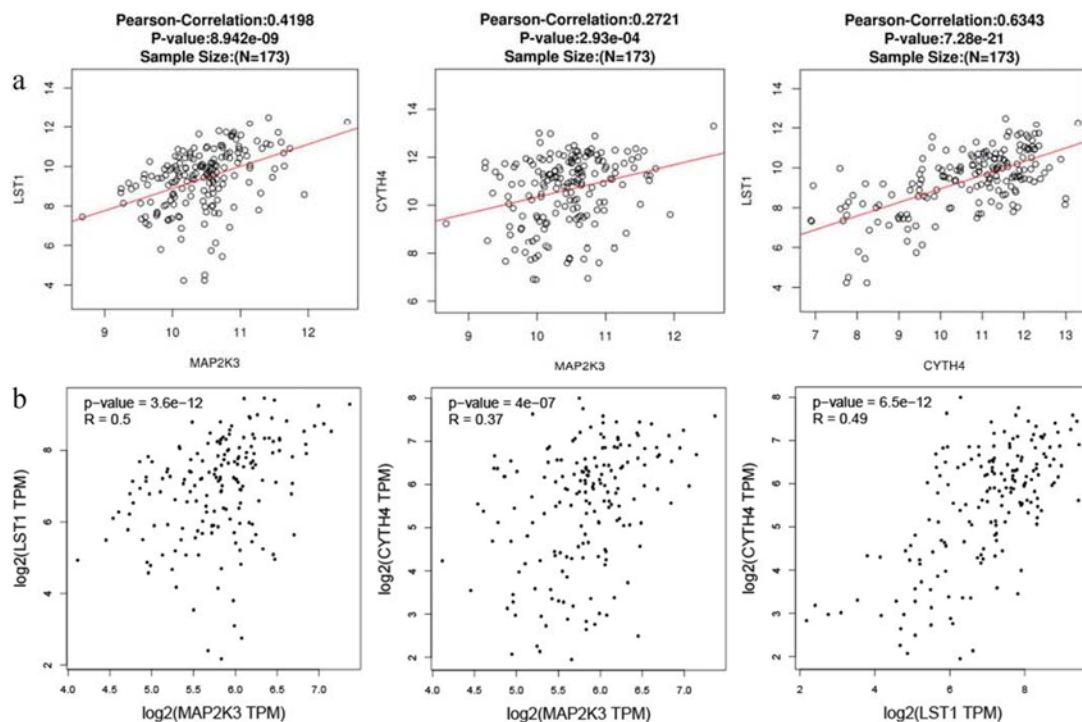 Pearson-Correlation:0.4198
P-value:8.942e-09
Sample Size:(N=173)
Pearson-Correlation:0.2721
P-value:2.93e-04
Sample Size:(N=173)
Pearson-Correlation:0.6343
P-value:7.28e-21
Sample Size:(N=173)
a
LST1
14
12
10
8
6
4
9
10
11
12
MAP2K3
CYTH4
14
12
10
8
6
9
10
11
12
MAP2K3
LST1
14
12
10
8
6
4
7
8
9
10
11
12
13
CYTH4
b
p-value = 3.6e−12
R = 0.5
log2(LST1 TPM)
8
6
4
2
4.0
4.5
5.0
5.5
6.0
6.5
7.0
log2(MAP2K3 TPM)
p-value = 4e-07
R = 0.37
log2(CYTH4 TPM)
8
7
6
5
4
3
2
4.0
4.5
5.0
5.5
6.0
6.5
7.0
log2(MAP2K3 TPM)
p-value = 6.5e−12
R = 0.49
log2(CYTH4 TPM)
8
7
6
5
4
3
2
2
4
6
8
log2(LST1 TPM)